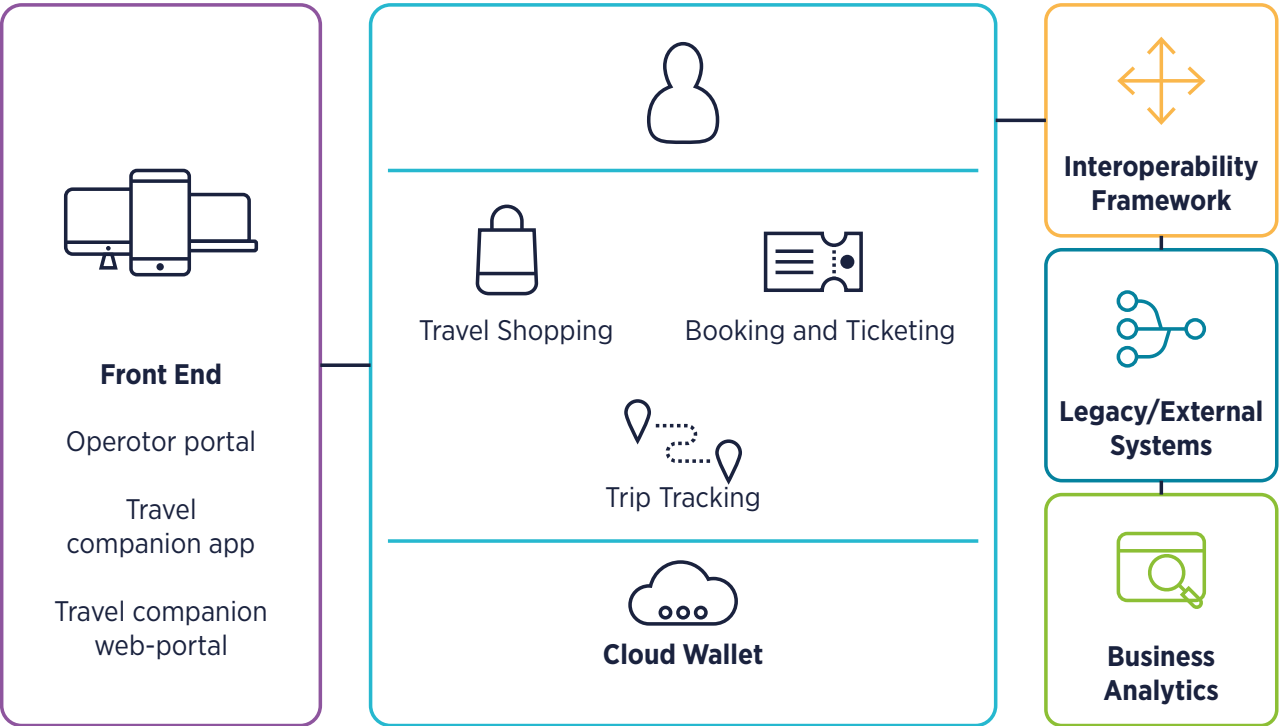 Front End
Operotor portal
Travel
companion app
Travel companion
web-portal
Travel Shopping
Booking and Ticketing
Trip Tracking
Cloud Wallet
Interoperability
Framework
Legacy/External
Systems
Business
Analytics